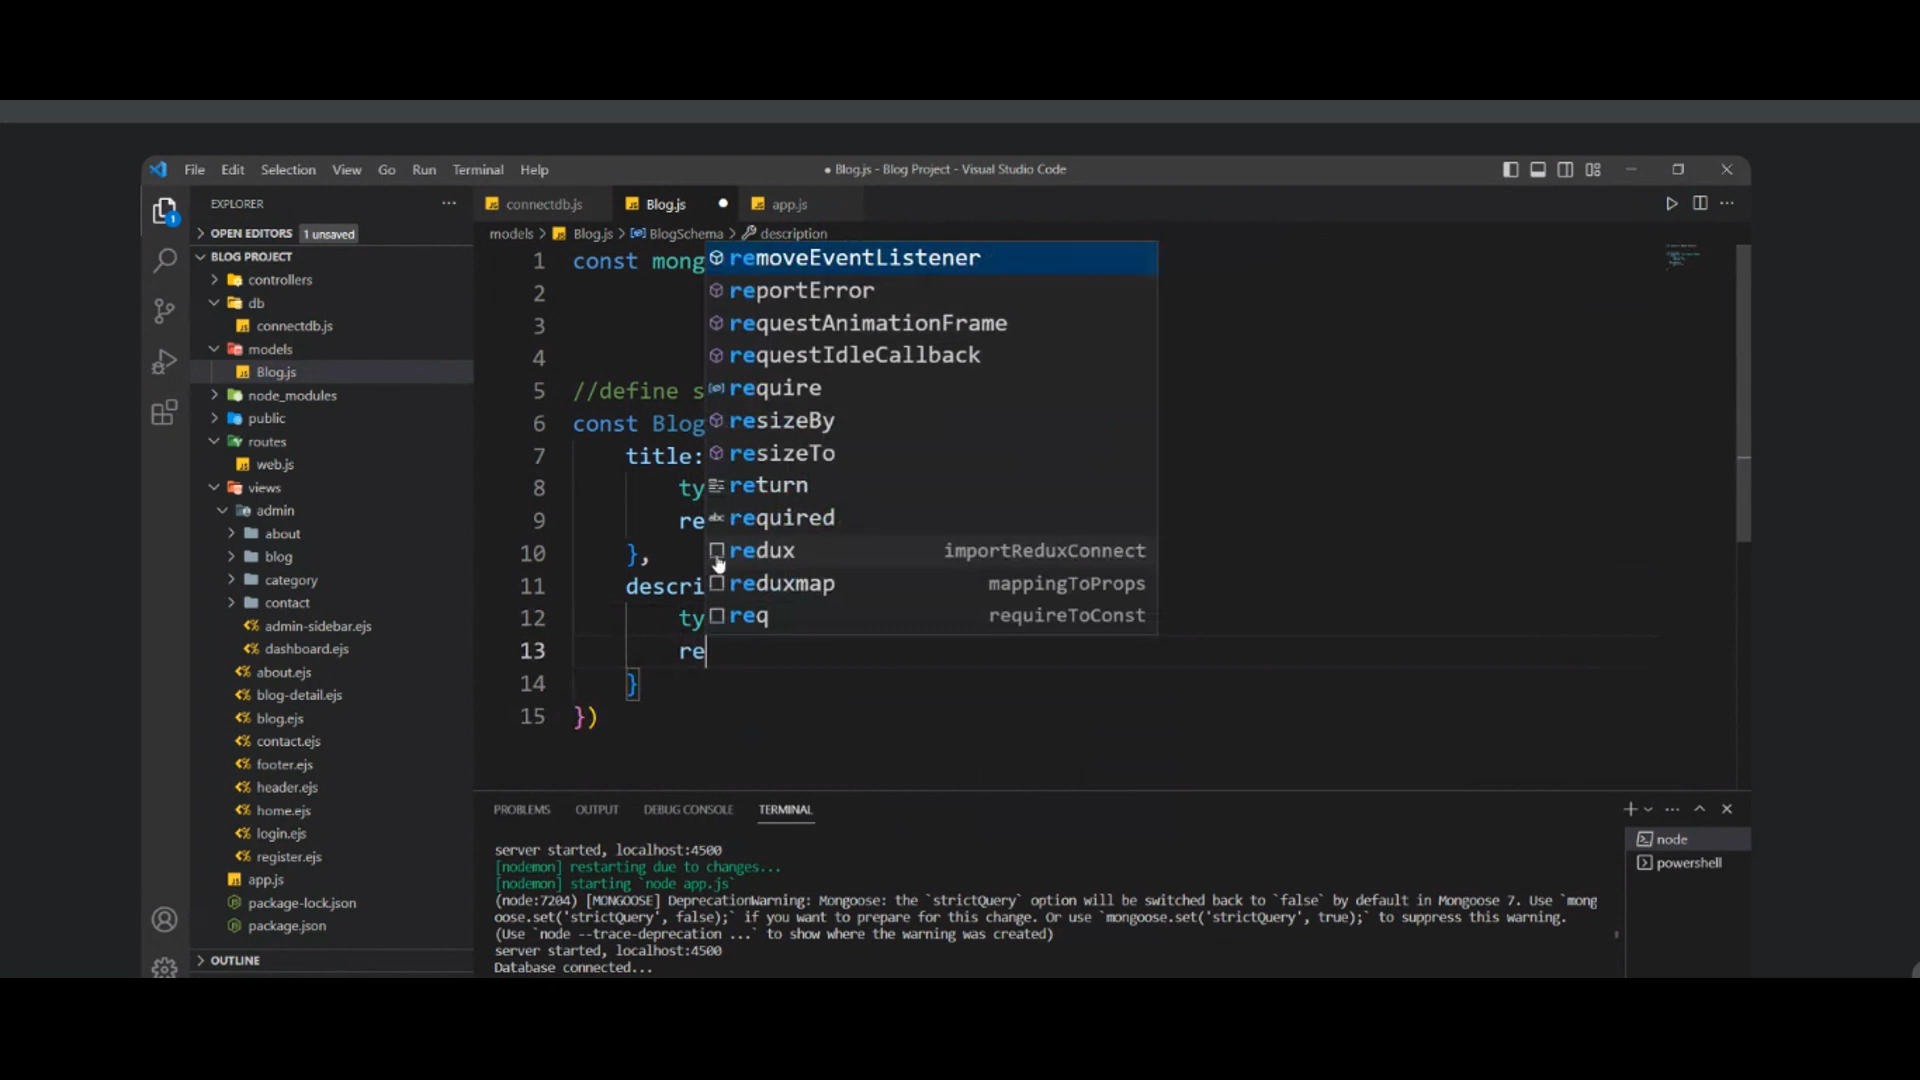 File Edit Selection View Go Run Terminal Help
● Blog.js - Blog Project - Visual Studio Code
EXPLORER
OPEN EDITORS 1 unsaved
BLOG PROJECT
controllers
db
connectdb.js
models
Blog.js
node_modules
public
routes
web.js
views
admin
about
blog
category
contact
admin-sidebar.ejs
dashboard.ejs
about.ejs
blog-detail.ejs
blog.ejs
contact.ejs
footer.ejs
header.ejs
home.ejs
login.ejs
register.ejs
app.js
package-lock.json
package.json
OUTLINE
1
connectdb.js Blog.js ● app.js
models > Blog.js > BlogSchema > description
1 const mong
2
3
4
5 //define s
6 const Blog
7 title:
8 ty
9 re
10 },
11 descri
12 ty
13 re
14 }
15 })
removeEventListener
reportError
requestAnimationFrame
requestIdleCallback
require
resizeBy
resizeTo
return
abc required
redux importReduxConnect
reduxmap mappingToProps
req requireToConst
PROBLEMS OUTPUT DEBUG CONSOLE TERMINAL
server started, localhost:4500
[nodemon] restarting due to changes...
[nodemon] starting `node app.js`
(node:7204) [MONGOOSE] DeprecationWarning: Mongoose: the `strictQuery` option will be switched back to `false` by default in Mongoose 7. Use `mong
oose.set('strictQuery', false);` if you want to prepare for this change. Or use `mongoose.set('strictQuery', true);` to suppress this warning.
(Use `node --trace-deprecation ...` to show where the warning was created)
server started, localhost:4500
Database connected...
node
powershell